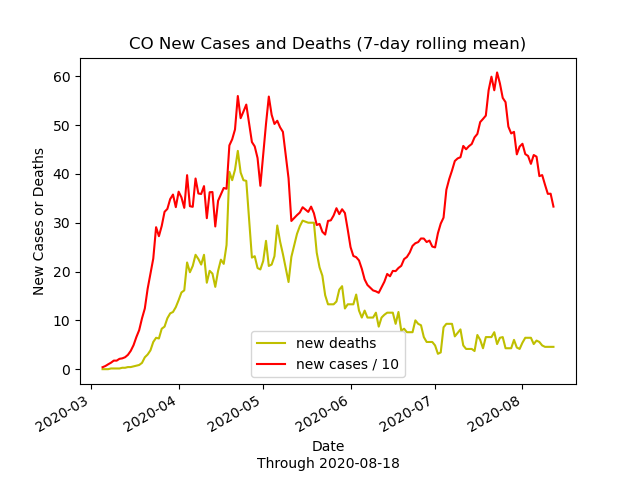 CO New Cases and Deaths (7-day rolling mean)
New Cases or Deaths
60
50
40
30
20
10
0
new deaths
new cases / 10
2020-03
2020-04
2020-05
2020-06
2020-07
2020-08
Date
Through 2020-08-18